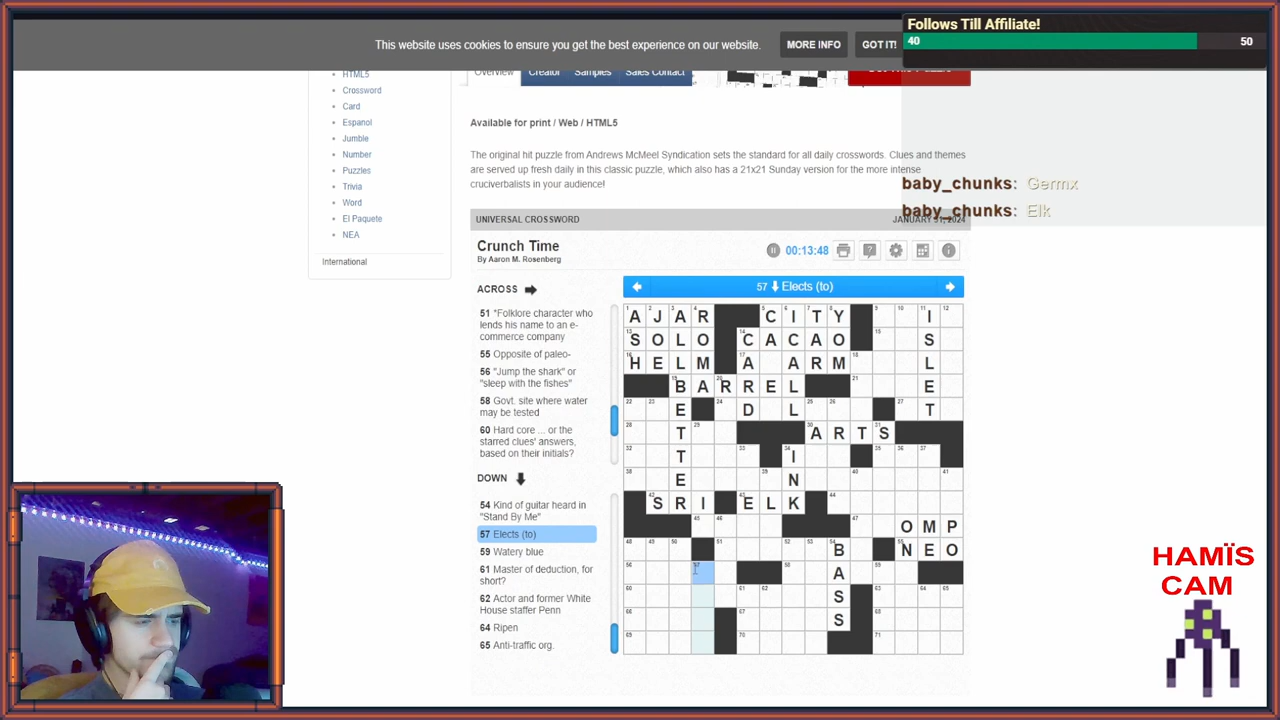 This website uses cookies to ensure you get the best experience on our website.
MORE INFO
GOT IT!
Follows Till Affiliate!
40
50
HTML5
Crossword
Card
Espanol
Jumble
Number
Puzzles
Trivia
Word
El Paquete
NEA
International
Overview
Creator
Samples
Sales Contact
Available for print / Web / HTML5
The original hit puzzle from Andrews McMeel Syndication sets the standard for all daily crosswords. Clues and themes
are served up fresh daily in this classic puzzle, which also has a 21x21 Sunday version for the more intense
cruciverbalists in your audience!
baby_chunks: Germx
baby_chunks: Elk
UNIVERSAL CROSSWORD
JANUARY 31, 2024
Crunch Time
By Aaron M. Rosenberg
00:13:48
57 Elects (to)
ACROSS
51 *Folklore character who
lends his name to an e-
commerce company
55 Opposite of paleo-
56 "Jump the shark" or
"sleep with the fishes"
58 Govt. site where water
may be tested
60 Hard core ... or the
starred clues' answers,
based on their initials?
DOWN
54 Kind of guitar heard in
"Stand By Me"
57 Elects (to)
59 Watery blue
61 Master of deduction, for
short?
62 Actor and former White
House staffer Penn
64 Ripen
65 Anti-traffic org.
A J A R C I T Y I
S O L O C A C A O S
H E L M A A R M L
B A R R E L E
E D L T
T A R T S
T I
E N
S R I E L K
R O M P
B N E O
A
S
S
HAMÏS
CAM